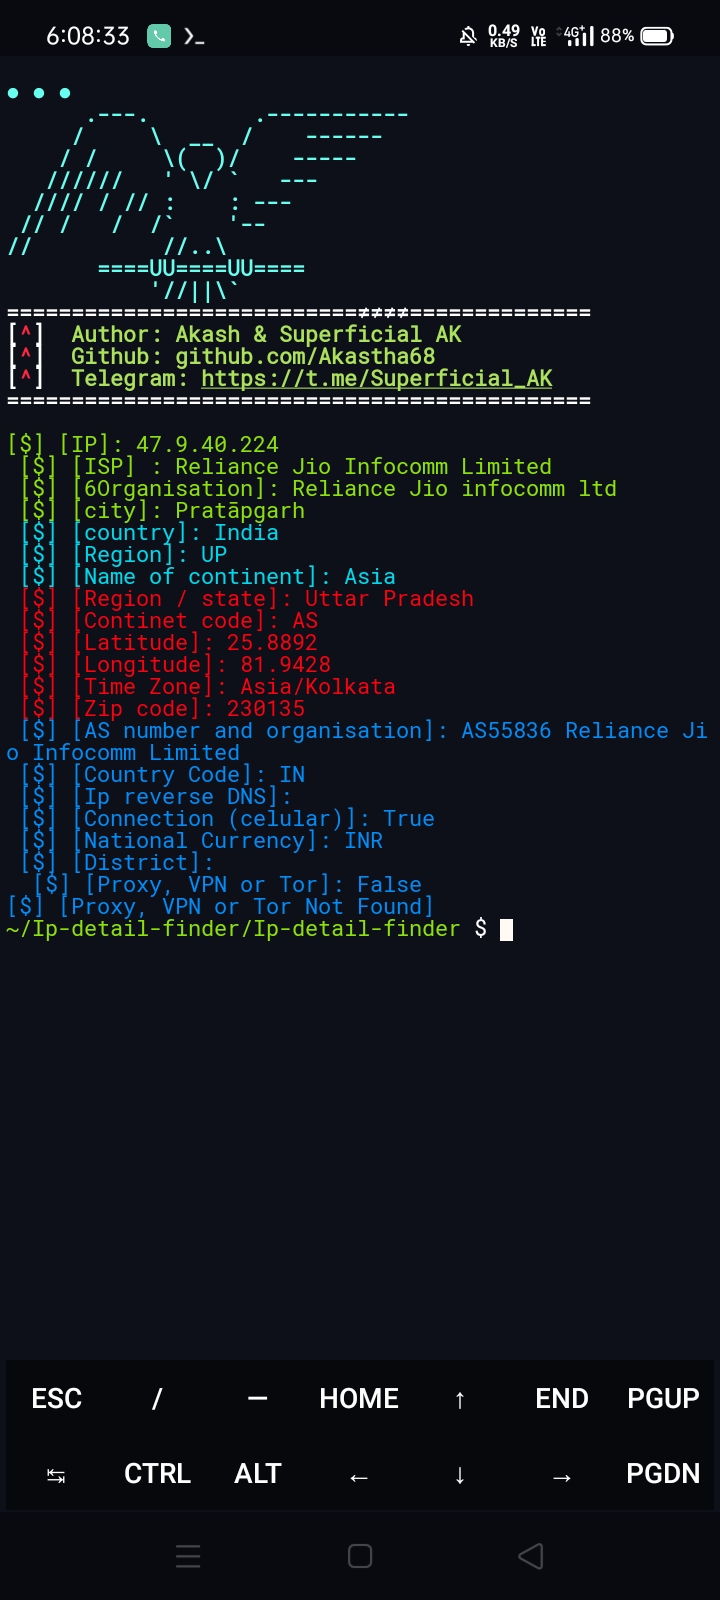 6:08:33 0.49 KB/S Vo LTE 4G+ 88%
.---. .-----------
/ \ __ / ------
/ / \( )/ -----
////// ' \/ ` ---
//// / // : : ---
// / / /` '--
// //..\
====UU====UU====
'//||\`
===========================≠≠≠≠==============
[^] Author: Akash & Superficial AK
[^] Github: github.com/Akastha68
[^] Telegram: https://t.me/Superficial_AK
=============================================
[$] [IP]: 47.9.40.224
[$] [ISP] : Reliance Jio Infocomm Limited
[$] [6Organisation]: Reliance Jio infocomm ltd
[$] [city]: Pratāpgarh
[$] [country]: India
[$] [Region]: UP
[$] [Name of continent]: Asia
[$] [Region / state]: Uttar Pradesh
[$] [Continet code]: AS
[$] [Latitude]: 25.8892
[$] [Longitude]: 81.9428
[$] [Time Zone]: Asia/Kolkata
[$] [Zip code]: 230135
[$] [AS number and organisation]: AS55836 Reliance Ji
o Infocomm Limited
[$] [Country Code]: IN
[$] [Ip reverse DNS]:
[$] [Connection (celular)]: True
[$] [National Currency]: INR
[$] [District]:
[$] [Proxy, VPN or Tor]: False
[$] [Proxy, VPN or Tor Not Found]
~/Ip-detail-finder/Ip-detail-finder $
ESC / — HOME ↑ END PGUP
↹ CTRL ALT ← ↓ → PGDN